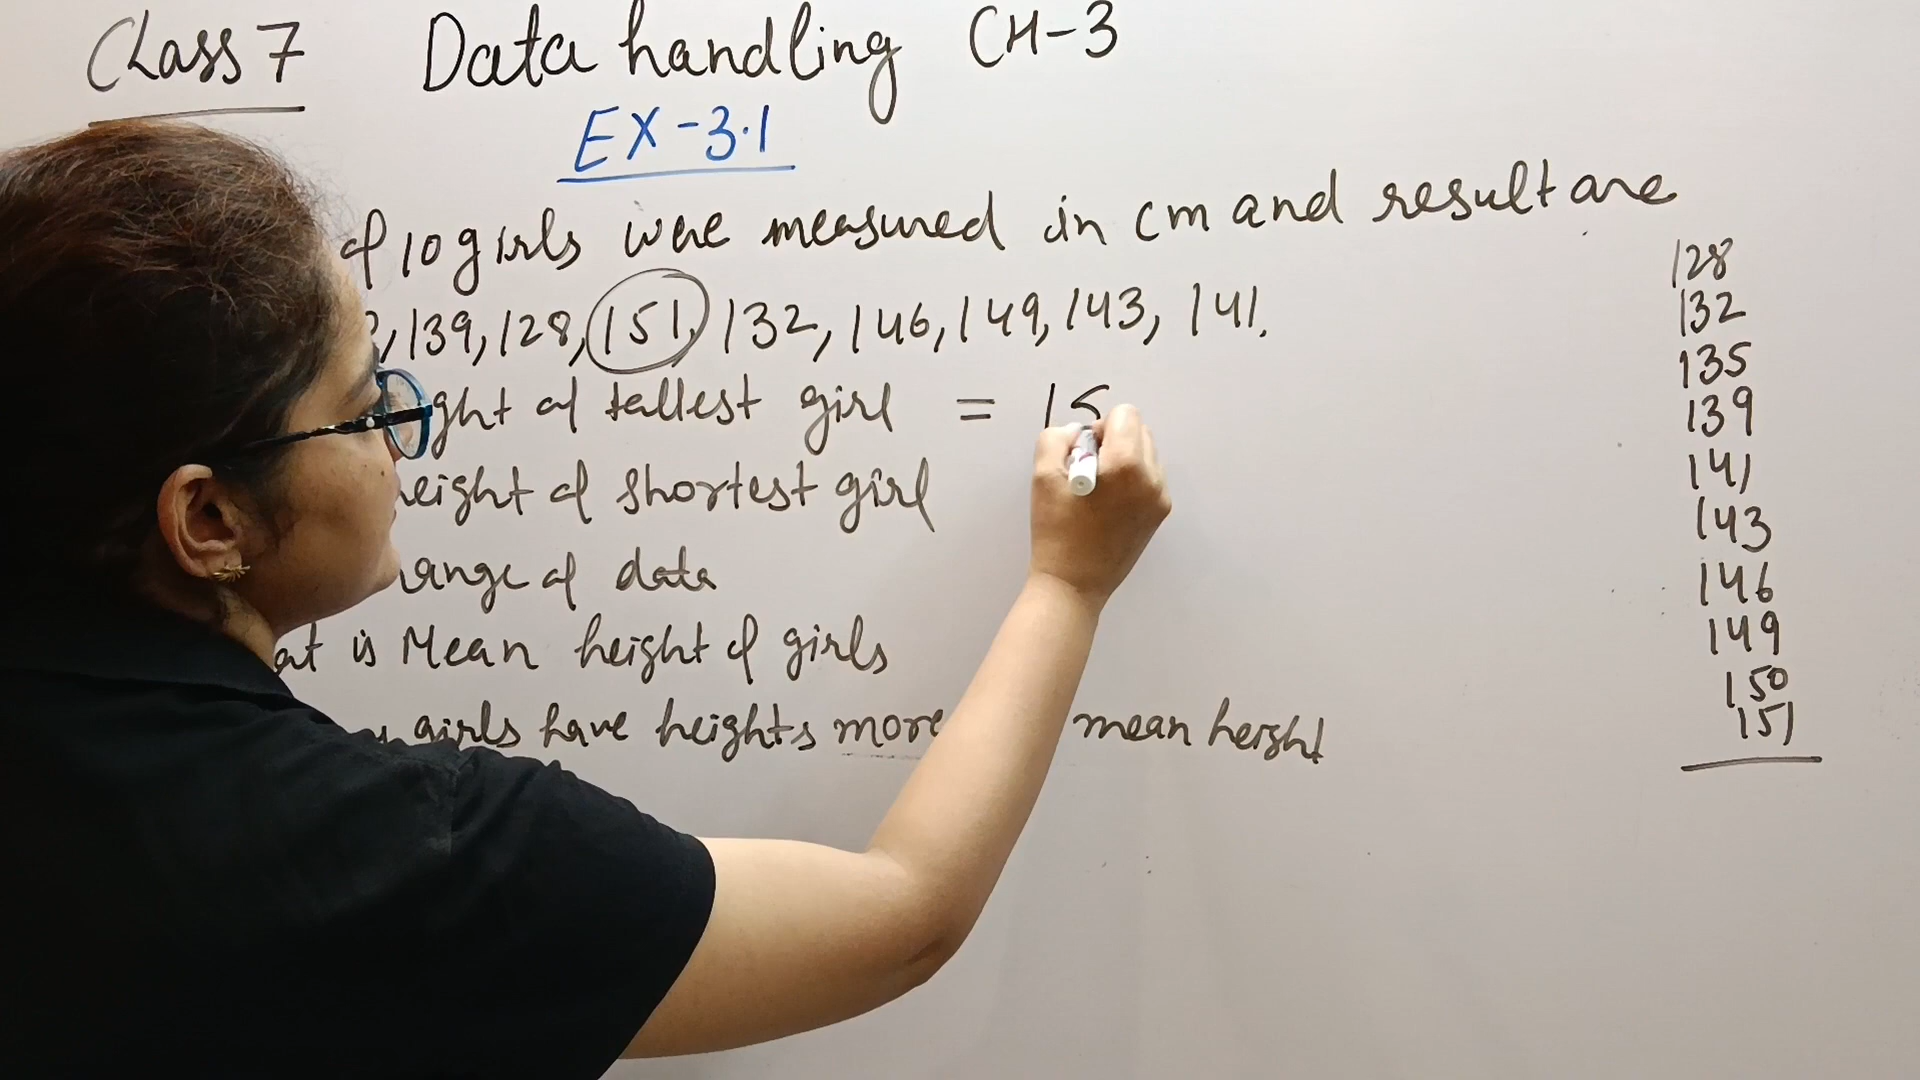 Class 7 Data handling CH-3
EX-3.1
of 10 girls were measured in cm and result are
,139,128,151,132,146,149,143,141.
ght of tallest girl = 15
height of shortest girl
range of data
at is Mean height of girls
girls have heights more mean height
128
132
135
139
141
143
146
149
150
151